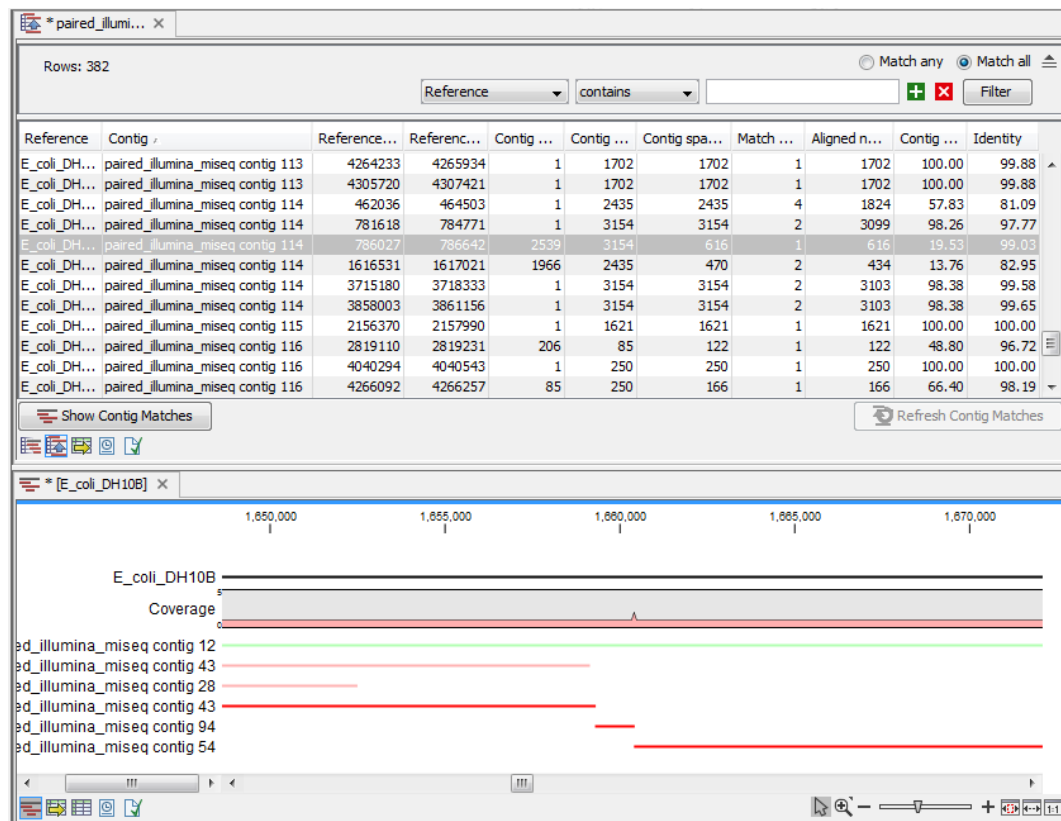 * paired_illumi...
Rows: 382
Match any Match all
Reference contains Filter
Reference Contig Reference... Referenc... Contig ... Contig ... Contig spa... Match ... Aligned n... Contig ... Identity
E_coli_DH... paired_illumina_miseq contig 113 4264233 4265934 1 1702 1702 1 1702 100.00 99.88
E_coli_DH... paired_illumina_miseq contig 113 4305720 4307421 1 1702 1702 1 1702 100.00 99.88
E_coli_DH... paired_illumina_miseq contig 114 462036 464503 1 2435 2435 4 1824 57.83 81.09
E_coli_DH... paired_illumina_miseq contig 114 781618 784771 1 3154 3154 2 3099 98.26 97.77
E_coli_DH... paired_illumina_miseq contig 114 786027 786642 2539 3154 616 1 616 19.53 99.03
E_coli_DH... paired_illumina_miseq contig 114 1616531 1617021 1966 2435 470 2 434 13.76 82.95
E_coli_DH... paired_illumina_miseq contig 114 3715180 3718333 1 3154 3154 2 3103 98.38 99.58
E_coli_DH... paired_illumina_miseq contig 114 3858003 3861156 1 3154 3154 2 3103 98.38 99.65
E_coli_DH... paired_illumina_miseq contig 115 2156370 2157990 1 1621 1621 1 1621 100.00 100.00
E_coli_DH... paired_illumina_miseq contig 116 2819110 2819231 206 85 122 1 122 48.80 96.72
E_coli_DH... paired_illumina_miseq contig 116 4040294 4040543 1 250 250 1 250 100.00 100.00
E_coli_DH... paired_illumina_miseq contig 116 4266092 4266257 85 250 166 1 166 66.40 98.19
Show Contig Matches Refresh Contig Matches
* [E_coli_DH10B]
1,650,000 1,655,000 1,660,000 1,665,000 1,670,000
E_coli_DH10B
5
Coverage
0
ed_illumina_miseq contig 12
ed_illumina_miseq contig 43
ed_illumina_miseq contig 28
ed_illumina_miseq contig 43
ed_illumina_miseq contig 94
ed_illumina_miseq contig 54
1:1